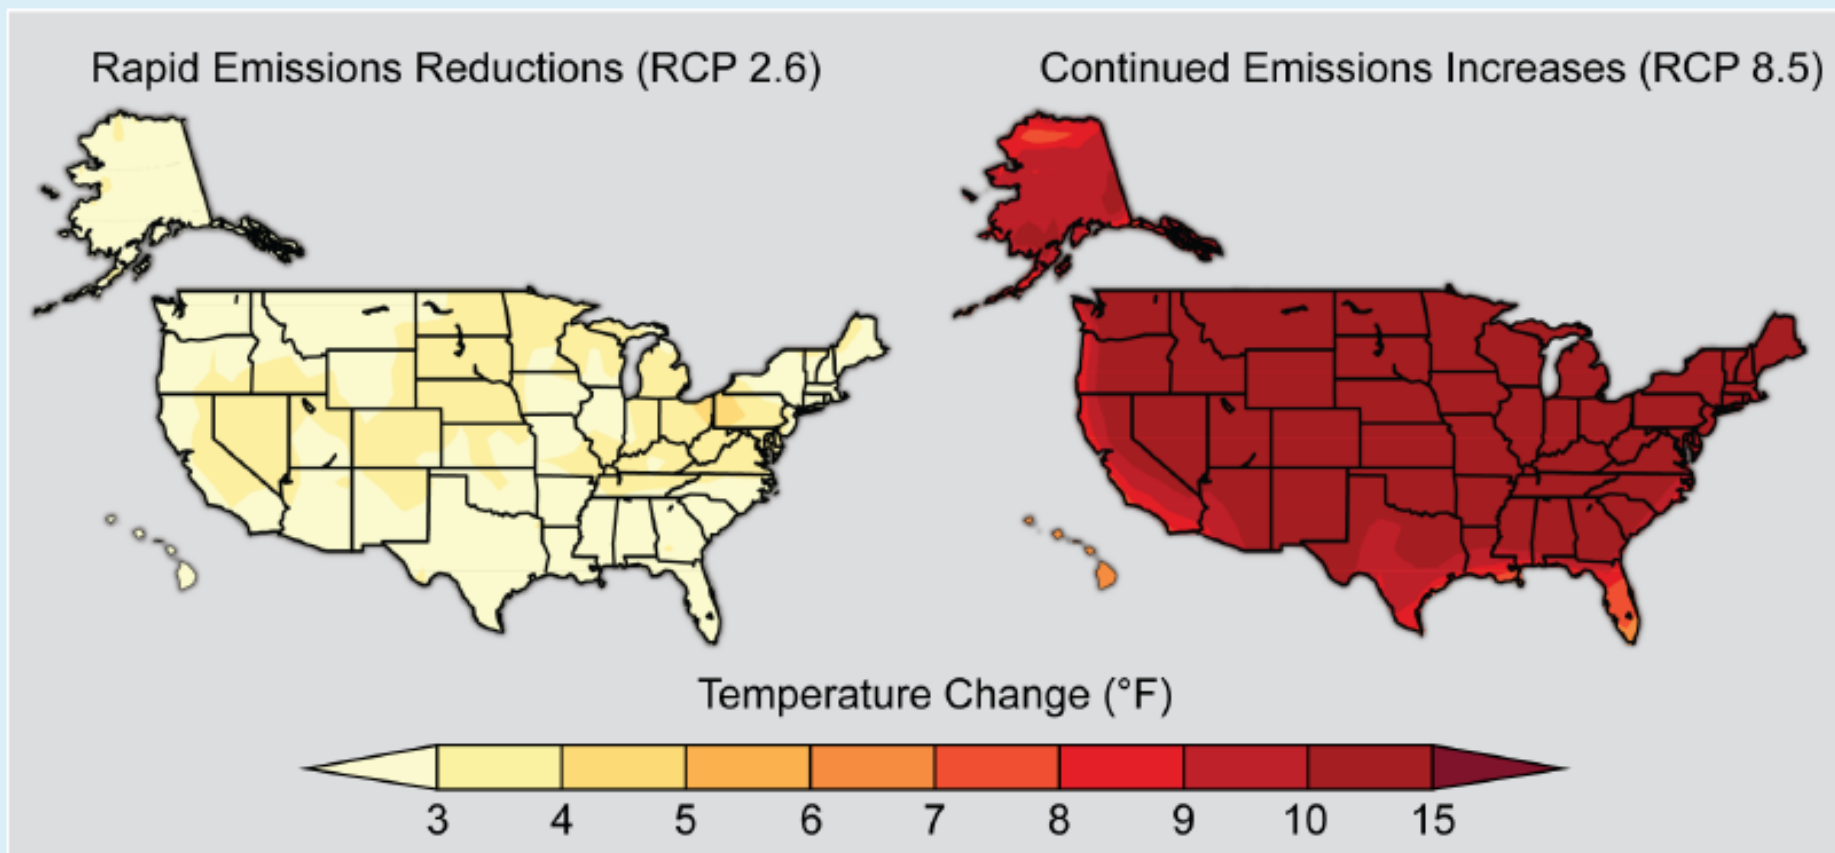 Rapid Emissions Reductions (RCP 2.6)
Continued Emissions Increases (RCP 8.5)
Temperature Change (°F)
3 4 5 6 7 8 9 10 15